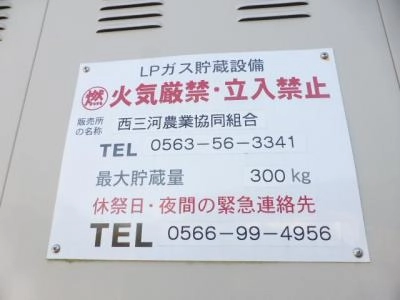 LPガス貯蔵設備
燃 火気厳禁・立入禁止
販売所の名称 西三河農業協同組合
TEL 0563-56-3341
最大貯蔵量 300kg
休祭日・夜間の緊急連絡先
TEL 0566-99-4956